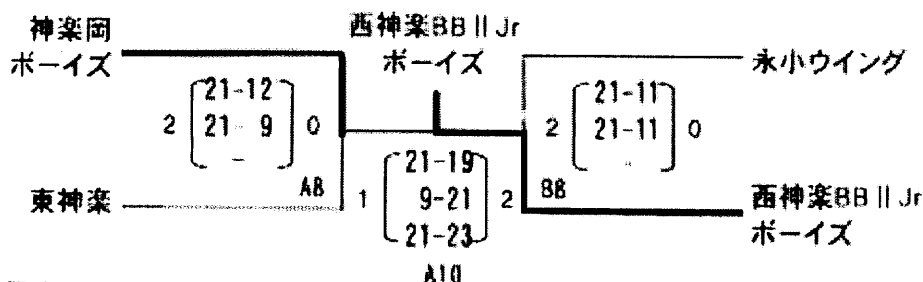 神楽岡
ボーイズ
西神楽BBⅡJr
ボーイズ
永小ウイング
2 21-12 0
21- 9
-
2 21-11 0
21-11
-
東神楽
A8
1 21-19 2
9-21
21-23
B8
西神楽BBⅡJr
ボーイズ
A10